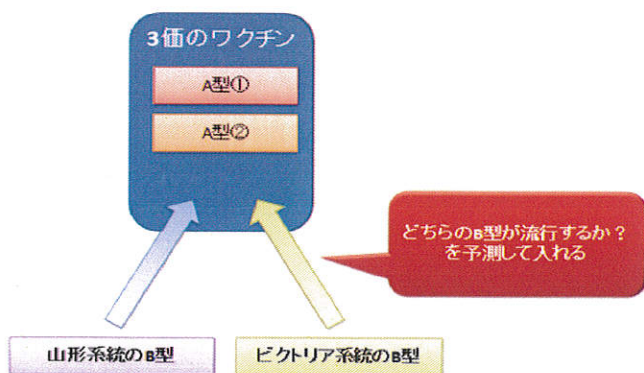 3価のワクチン
A型①
A型②
どちらのB型が流行するか？
を予測して入れる
山形系統のB型
ビクトリア系統のB型